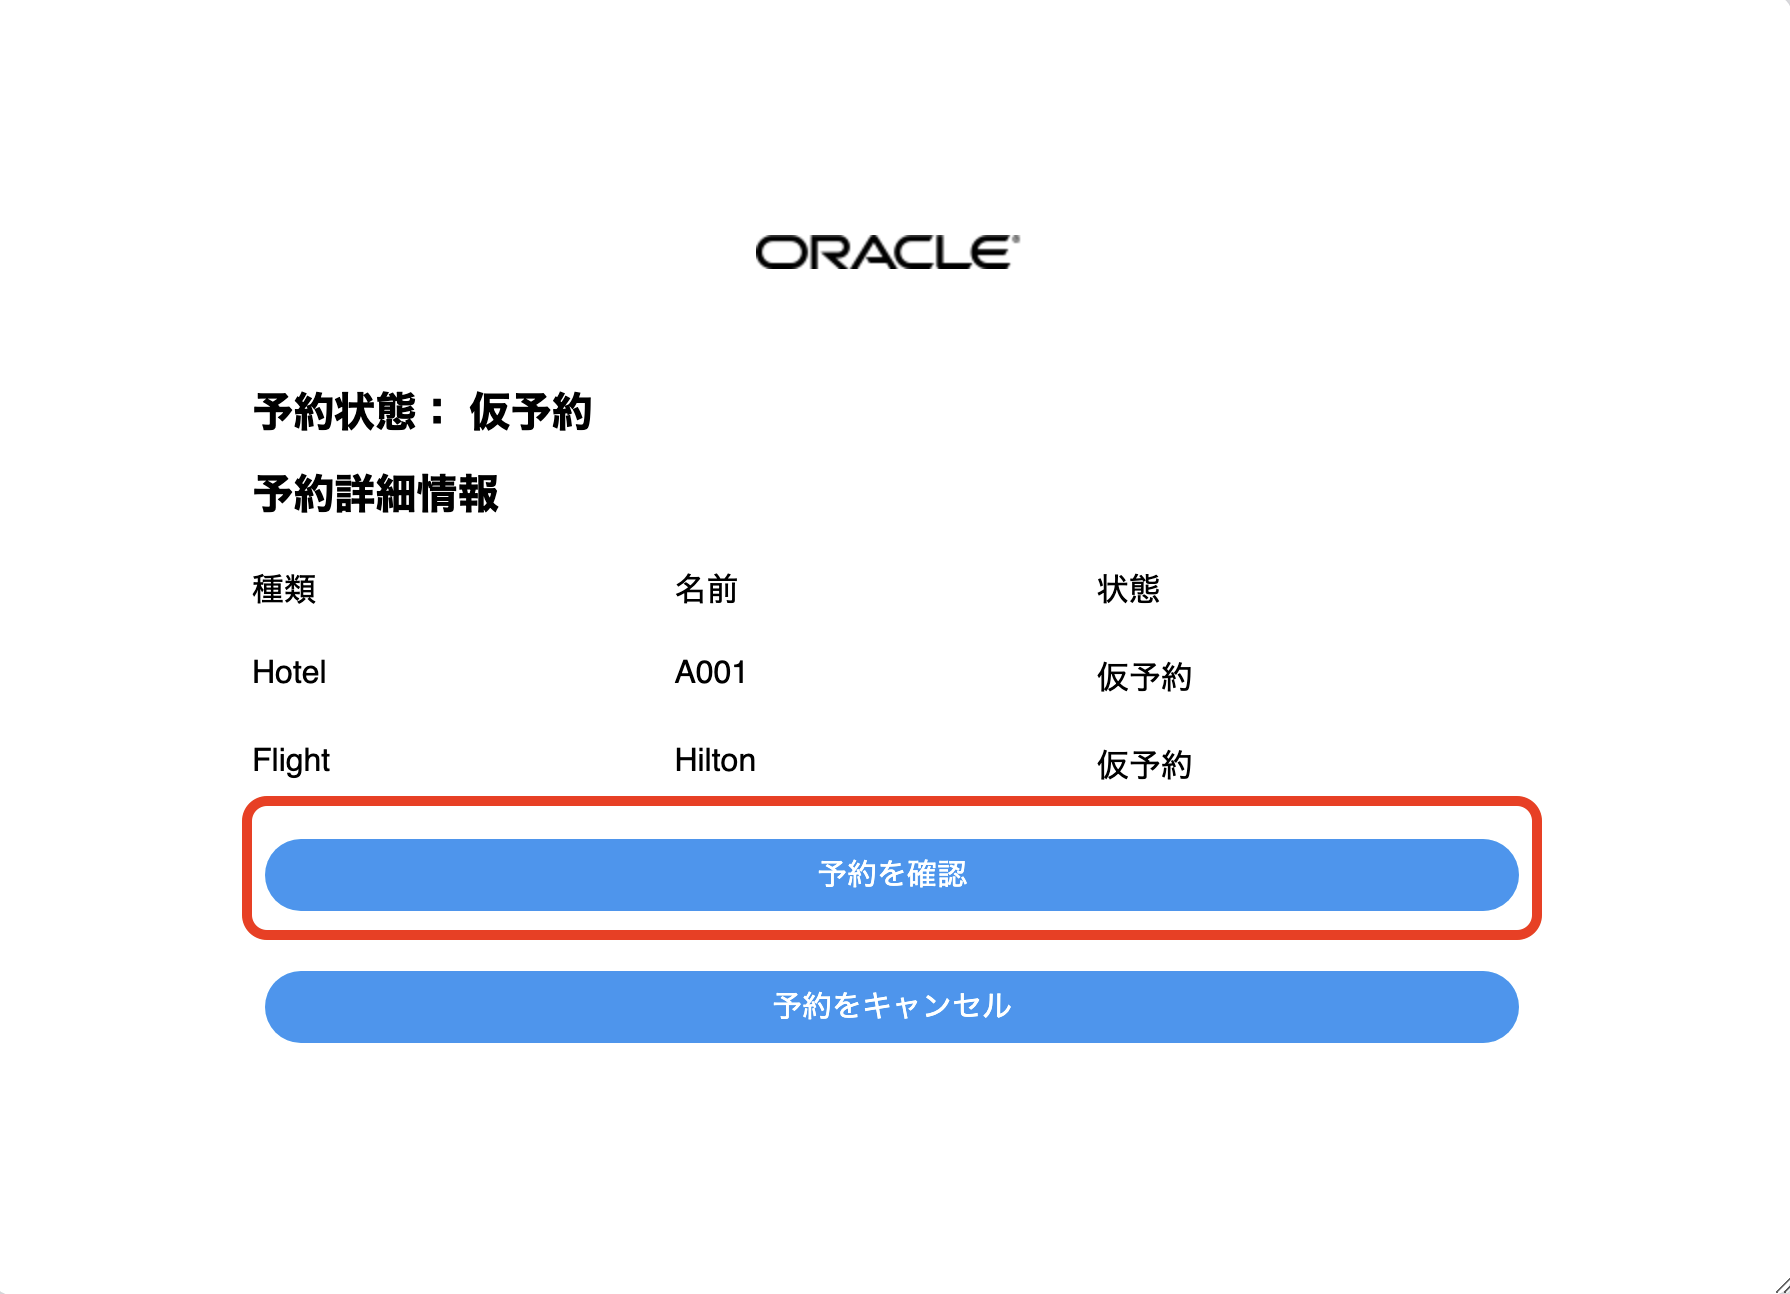 ORACLE®
予約状態： 仮予約
予約詳細情報
種類 名前 状態
Hotel A001 仮予約
Flight Hilton 仮予約
予約を確認
予約をキャンセル